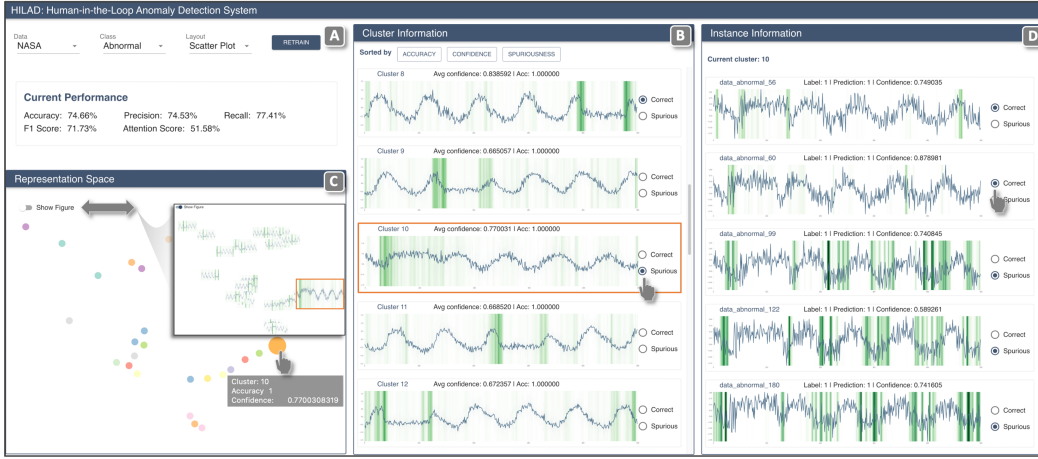 HILAD: Human-in-the-Loop Anomaly Detection System
Data
NASA
Class
Abnormal
Layout
Scatter Plot
RETRAIN
A
Current Performance
Accuracy: 74.66% Precision: 74.53% Recall: 77.41%
F1 Score: 71.73% Attention Score: 51.58%
Representation Space
C
Show Figure
Show Figure
Cluster: 10
Accuracy 1
Confidence: 0.7700308319
Cluster Information
B
Sorted by ACCURACY CONFIDENCE SPURIOUSNESS
Cluster 8 Avg confidence: 0.838592 I Acc: 1.000000
Correct
Spurious
Cluster 9 Avg confidence: 0.665057 I Acc: 1.000000
Correct
Spurious
Cluster 10 Avg confidence: 0.770031 I Acc: 1.000000
Correct
Spurious
Cluster 11 Avg confidence: 0.668520 I Acc: 1.000000
Correct
Spurious
Cluster 12 Avg confidence: 0.672357 I Acc: 1.000000
Correct
Spurious
Instance Information
D
Current cluster: 10
data_abnormal_56 Label: 1 I Prediction: 1 I Confidence: 0.749035
Correct
Spurious
data_abnormal_60 Label: 1 I Prediction: 1 I Confidence: 0.878981
Correct
Spurious
data_abnormal_99 Label: 1 I Prediction: 1 I Confidence: 0.740845
Correct
Spurious
data_abnormal_122 Label: 1 I Prediction: 1 I Confidence: 0.589261
Correct
Spurious
data_abnormal_180 Label: 1 I Prediction: 1 I Confidence: 0.741605
Correct
Spurious